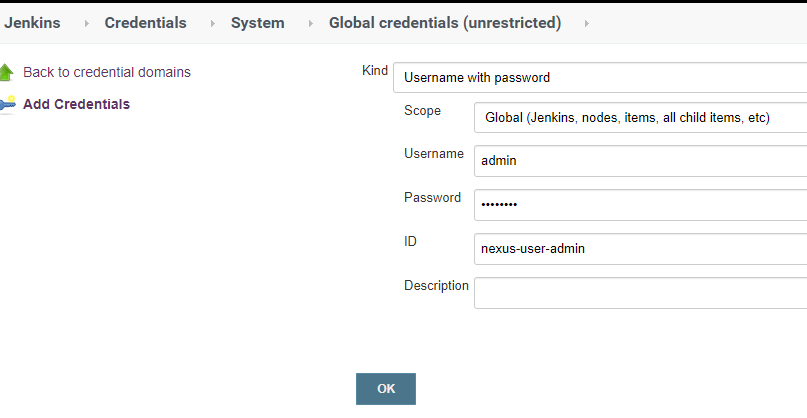 Jenkins Credentials System Global credentials (unrestricted)
Back to credential domains
Add Credentials
Kind Username with password
Scope Global (Jenkins, nodes, items, all child items, etc)
Username admin
Password ••••••••
ID nexus-user-admin
Description
OK